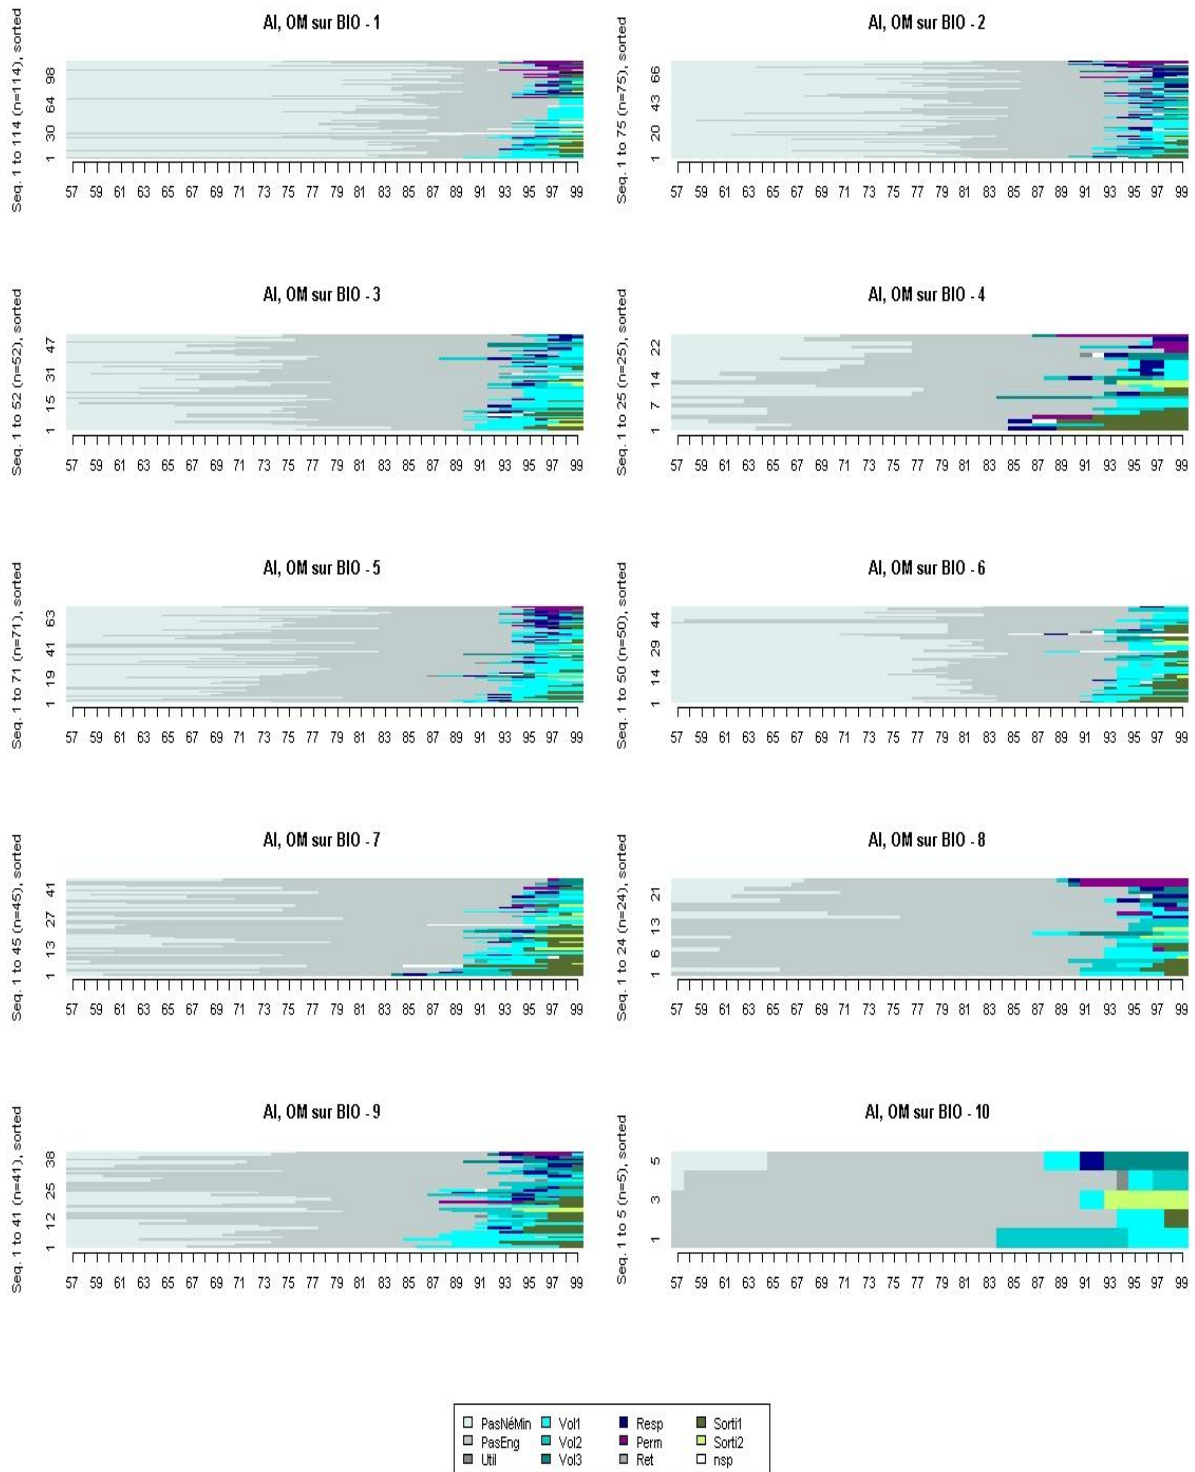 AI, OM sur BIO - 1
Seq. 1 to 114 (n=114), sorted
1 30 64 98
57 59 61 63 65 67 69 71 73 75 77 79 81 83 85 87 89 91 93 95 97 99
AI, OM sur BIO - 2
Seq. 1 to 75 (n=75), sorted
1 20 43 66
57 59 61 63 65 67 69 71 73 75 77 79 81 83 85 87 89 91 93 95 97 99
AI, OM sur BIO - 3
Seq. 1 to 52 (n=52), sorted
1 15 31 47
57 59 61 63 65 67 69 71 73 75 77 79 81 83 85 87 89 91 93 95 97 99
AI, OM sur BIO - 4
Seq. 1 to 25 (n=25), sorted
1 7 14 22
57 59 61 63 65 67 69 71 73 75 77 79 81 83 85 87 89 91 93 95 97 99
AI, OM sur BIO - 5
Seq. 1 to 71 (n=71), sorted
1 19 41 63
57 59 61 63 65 67 69 71 73 75 77 79 81 83 85 87 89 91 93 95 97 99
AI, OM sur BIO - 6
Seq. 1 to 50 (n=50), sorted
1 14 29 44
57 59 61 63 65 67 69 71 73 75 77 79 81 83 85 87 89 91 93 95 97 99
AI, OM sur BIO - 7
Seq. 1 to 45 (n=45), sorted
1 13 27 41
57 59 61 63 65 67 69 71 73 75 77 79 81 83 85 87 89 91 93 95 97 99
AI, OM sur BIO - 8
Seq. 1 to 24 (n=24), sorted
1 6 13 21
57 59 61 63 65 67 69 71 73 75 77 79 81 83 85 87 89 91 93 95 97 99
AI, OM sur BIO - 9
Seq. 1 to 41 (n=41), sorted
1 12 25 38
57 59 61 63 65 67 69 71 73 75 77 79 81 83 85 87 89 91 93 95 97 99
AI, OM sur BIO - 10
Seq. 1 to 5 (n=5), sorted
1 3 5
57 59 61 63 65 67 69 71 73 75 77 79 81 83 85 87 89 91 93 95 97 99
PasNéMin Vol1 Resp Sorti1
PasEng Vol2 Perm Sorti2
Util Vol3 Ret nsp